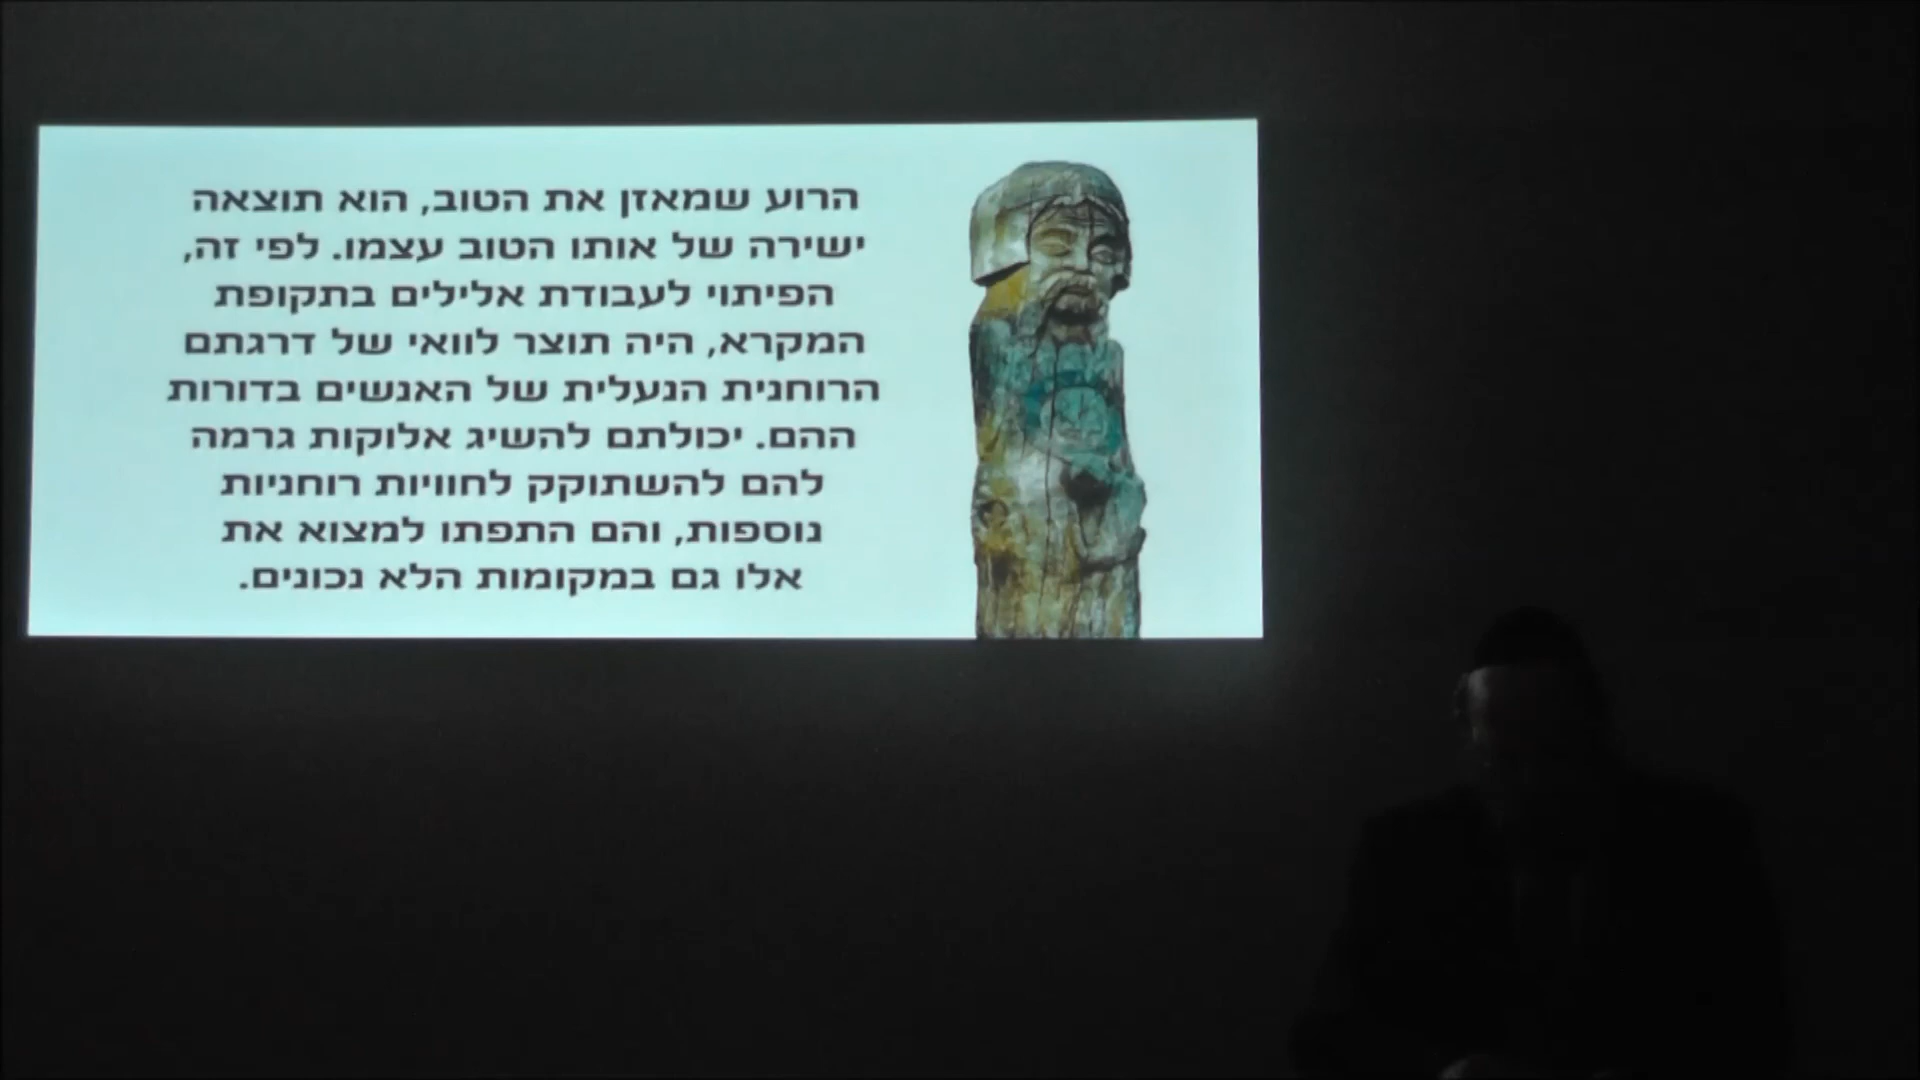 הרוע שמאזן את הטוב, הוא תוצאה
ישירה של אותו הטוב עצמו. לפי זה,
הפיתוי לעבודת אלילים בתקופת
המקרא, היה תוצר לוואי של דרגתם
הרוחנית הנעלית של האנשים בדורות
ההם. יכולתם להשיג אלוקות גרמה
להם להשתוקק לחוויות רוחניות
נוספות, והם התפתו למצוא את
אלו גם במקומות הלא נכונים.